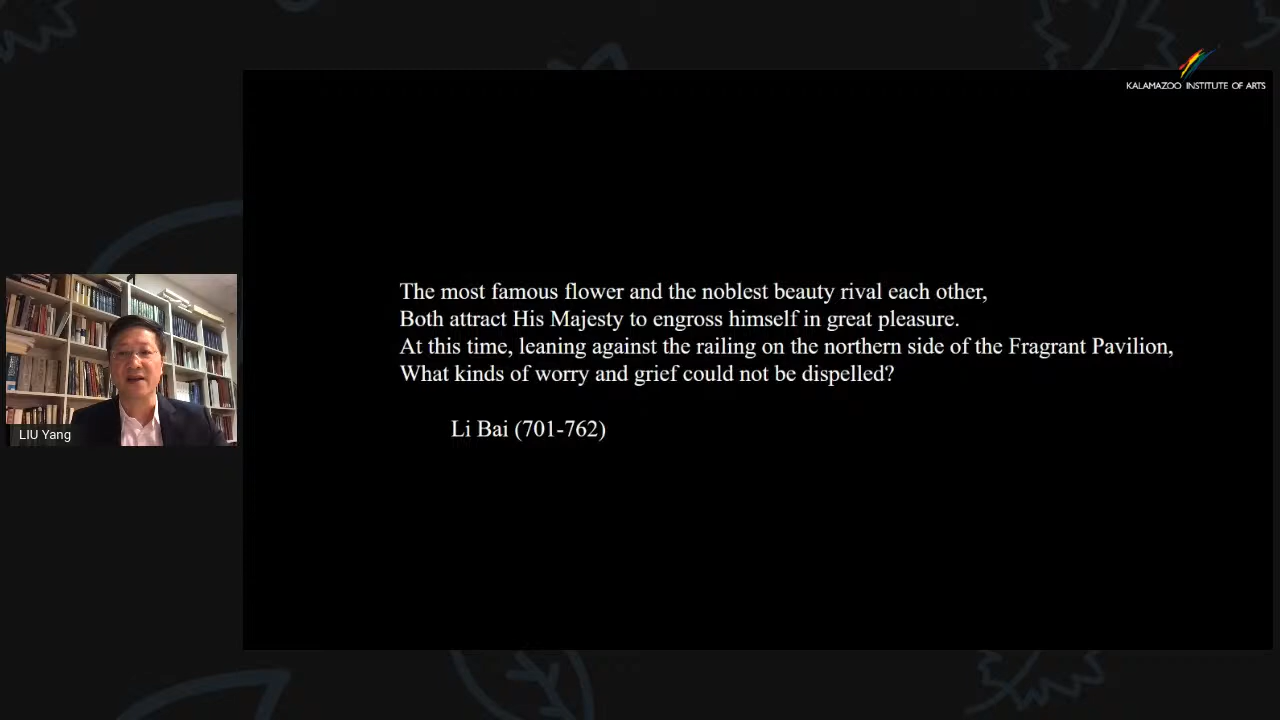 KALAMAZOO INSTITUTE OF ARTS
The most famous flower and the noblest beauty rival each other,
Both attract His Majesty to engross himself in great pleasure.
At this time, leaning against the railing on the northern side of the Fragrant Pavilion,
What kinds of worry and grief could not be dispelled?
Li Bai (701-762)
LIU Yang